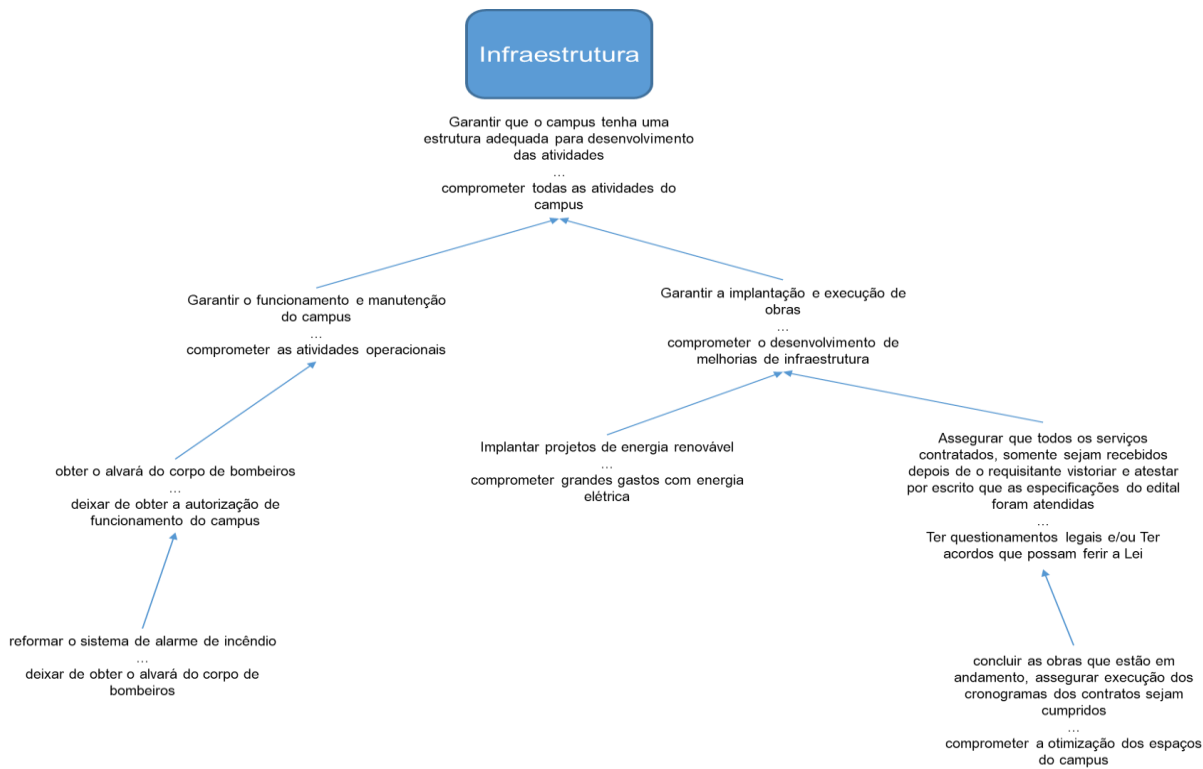 Infraestrutura
Garantir que o campus tenha uma
estrutura adequada para desenvolvimento
das atividades
...
comprometer todas as atividades do
campus
Garantir o funcionamento e manutenção
do campus
...
comprometer as atividades operacionais
Garantir a implantação e execução de
obras
...
comprometer o desenvolvimento de
melhorias de infraestrutura
obter o alvará do corpo de bombeiros
...
deixar de obter a autorização de
funcionamento do campus
Implantar projetos de energia renovável
...
comprometer grandes gastos com energia
elétrica
Assegurar que todos os serviços
contratados, somente sejam recebidos
depois de o requisitante vistoriar e atestar
por escrito que as especificações do edital
foram atendidas
...
Ter questionamentos legais e/ou Ter
acordos que possam ferir a Lei
reformar o sistema de alarme de incêndio
...
deixar de obter o alvará do corpo de
bombeiros
concluir as obras que estão em
andamento, assegurar execução dos
cronogramas dos contratos sejam
cumpridos
...
comprometer a otimização dos espaços
do campus